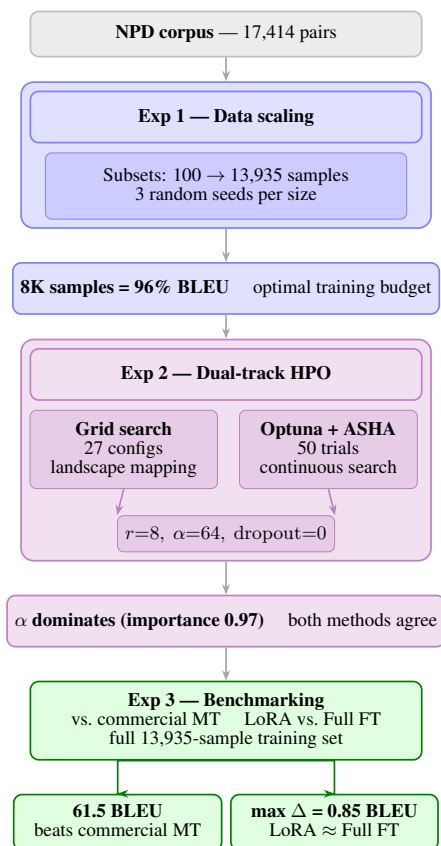 NPD corpus — 17,414 pairs
Exp 1 — Data scaling
Subsets: 100 → 13,935 samples
3 random seeds per size
8K samples = 96% BLEU optimal training budget
Exp 2 — Dual-track HPO
Grid search
27 configs
landscape mapping
Optuna + ASHA
50 trials
continuous search
r=8, α=64, dropout=0
α dominates (importance 0.97) both methods agree
Exp 3 — Benchmarking
vs. commercial MT LoRA vs. Full FT
full 13,935-sample training set
61.5 BLEU
beats commercial MT
max Δ = 0.85 BLEU
LoRA ≈ Full FT